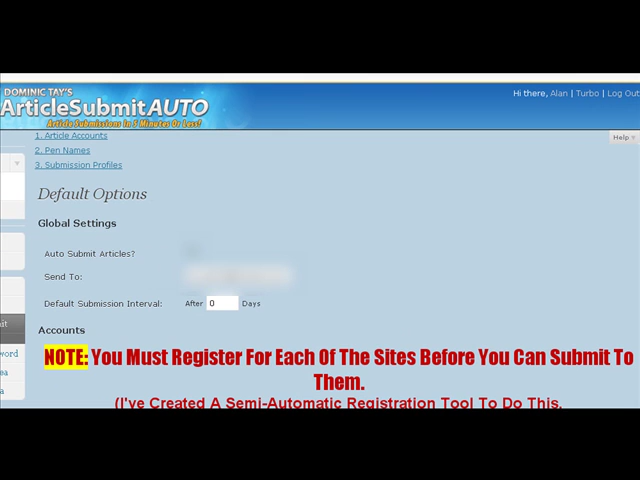 DOMINIC TAY'S
ArticleSubmitAUTO
Article Submissions In 5 Minutes Or Less!
Hi there, Alan | Turbo | Log Out
Help
1. Article Accounts
2. Pen Names
3. Submission Profiles
Default Options
Global Settings
Auto Submit Articles?
Send To:
Default Submission Interval: After 0 Days
Accounts
NOTE: You Must Register For Each Of The Sites Before You Can Submit To
Them.
(I've Created A Semi-Automatic Registration Tool To Do This.